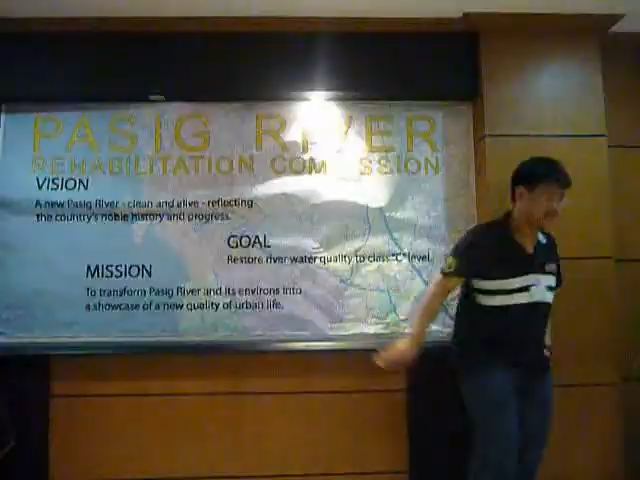 PASIG RIVER
REHABILITATION COMMISSION
VISION
A new Pasig River - clean and alive - reflecting
the country's noble history and progress.
GOAL
Restore river water quality to class "C" level.
MISSION
To transform Pasig River and its environs into
a showcase of a new quality of urban life.